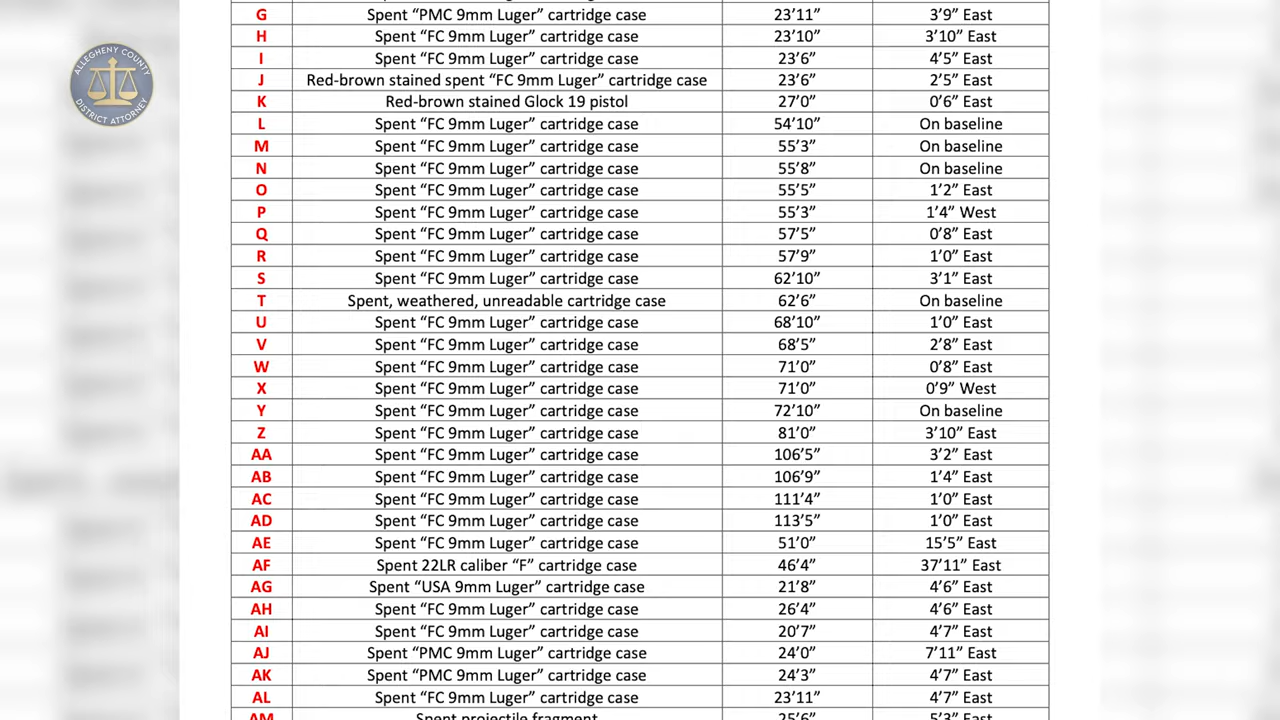 ALLEGHENY COUNTY
DISTRICT ATTORNEY
G Spent “PMC 9mm Luger” cartridge case 23’11” 3’9” East
H Spent “FC 9mm Luger” cartridge case 23’10” 3’10” East
I Spent “FC 9mm Luger” cartridge case 23’6” 4’5” East
J Red-brown stained spent “FC 9mm Luger” cartridge case 23’6” 2’5” East
K Red-brown stained Glock 19 pistol 27’0” 0’6” East
L Spent “FC 9mm Luger” cartridge case 54’10” On baseline
M Spent “FC 9mm Luger” cartridge case 55’3” On baseline
N Spent “FC 9mm Luger” cartridge case 55’8” On baseline
O Spent “FC 9mm Luger” cartridge case 55’5” 1’2” East
P Spent “FC 9mm Luger” cartridge case 55’3” 1’4” West
Q Spent “FC 9mm Luger” cartridge case 57’5” 0’8” East
R Spent “FC 9mm Luger” cartridge case 57’9” 1’0” East
S Spent “FC 9mm Luger” cartridge case 62’10” 3’1” East
T Spent, weathered, unreadable cartridge case 62’6” On baseline
U Spent “FC 9mm Luger” cartridge case 68’10” 1’0” East
V Spent “FC 9mm Luger” cartridge case 68’5” 2’8” East
W Spent “FC 9mm Luger” cartridge case 71’0” 0’8” East
X Spent “FC 9mm Luger” cartridge case 71’0” 0’9” West
Y Spent “FC 9mm Luger” cartridge case 72’10” On baseline
Z Spent “FC 9mm Luger” cartridge case 81’0” 3’10” East
AA Spent “FC 9mm Luger” cartridge case 106’5” 3’2” East
AB Spent “FC 9mm Luger” cartridge case 106’9” 1’4” East
AC Spent “FC 9mm Luger” cartridge case 111’4” 1’0” East
AD Spent “FC 9mm Luger” cartridge case 113’5” 1’0” East
AE Spent “FC 9mm Luger” cartridge case 51’0” 15’5” East
AF Spent 22LR caliber “F” cartridge case 46’4” 37’11” East
AG Spent “USA 9mm Luger” cartridge case 21’8” 4’6” East
AH Spent “FC 9mm Luger” cartridge case 26’4” 4’6” East
AI Spent “FC 9mm Luger” cartridge case 20’7” 4’7” East
AJ Spent “PMC 9mm Luger” cartridge case 24’0” 7’11” East
AK Spent “PMC 9mm Luger” cartridge case 24’3” 4’7” East
AL Spent “FC 9mm Luger” cartridge case 23’11” 4’7” East
AM Spent projectile fragment 25’6” 5’3” East